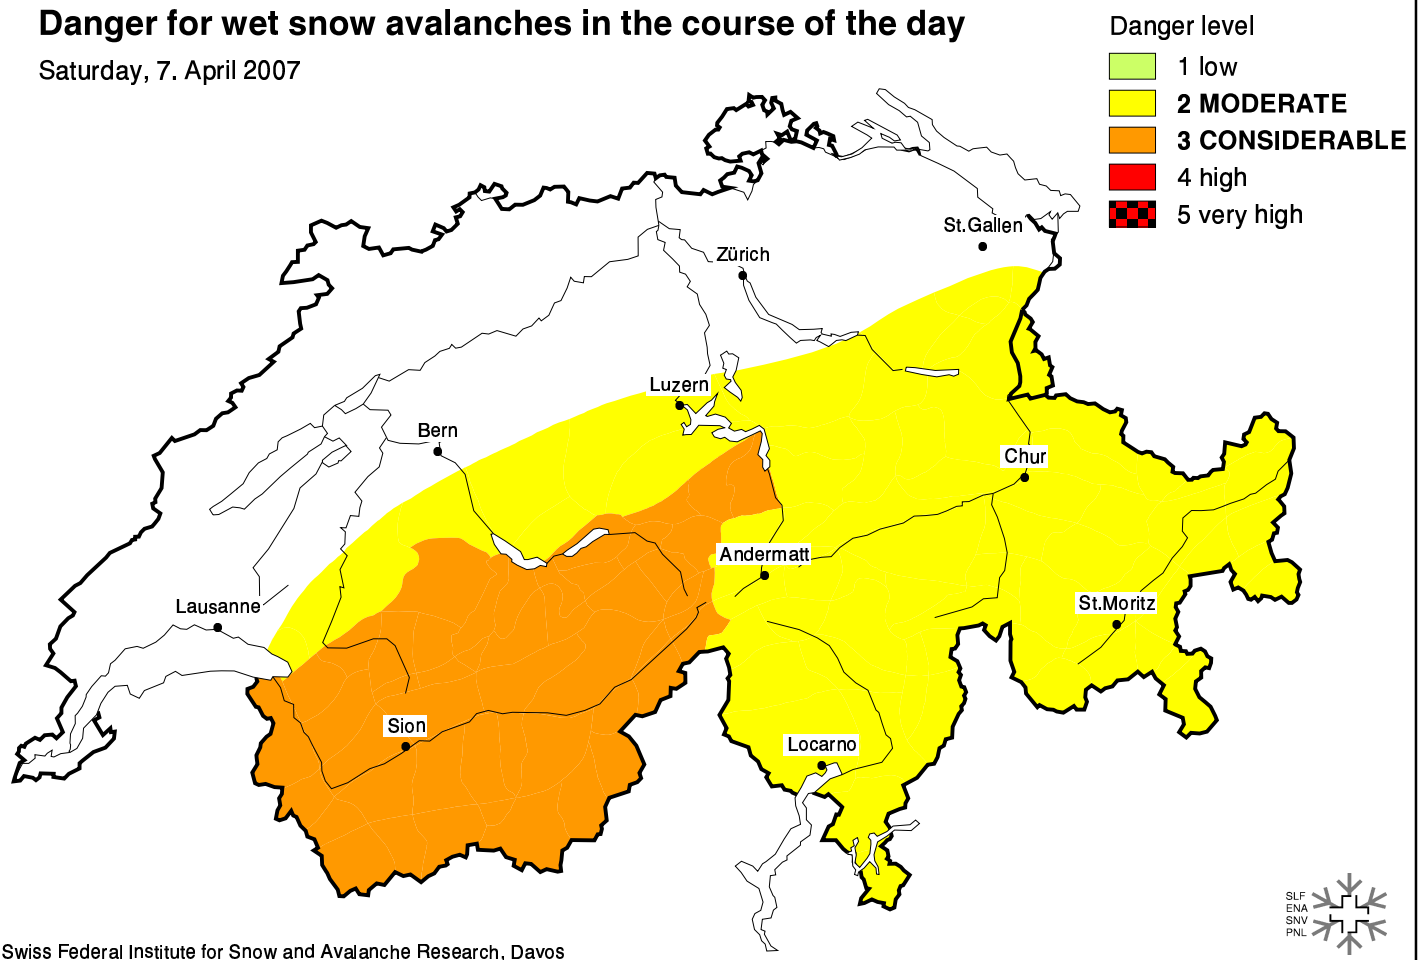 Danger for wet snow avalanches in the course of the day
Saturday, 7. April 2007
Danger level
1 low
2 MODERATE
3 CONSIDERABLE
4 high
5 very high
St.Gallen
Zürich
Luzern
Bern
Chur
Andermatt
Lausanne
St.Moritz
Sion
Locarno
SLF
ENA
SNV
PNL
Swiss Federal Institute for Snow and Avalanche Research, Davos